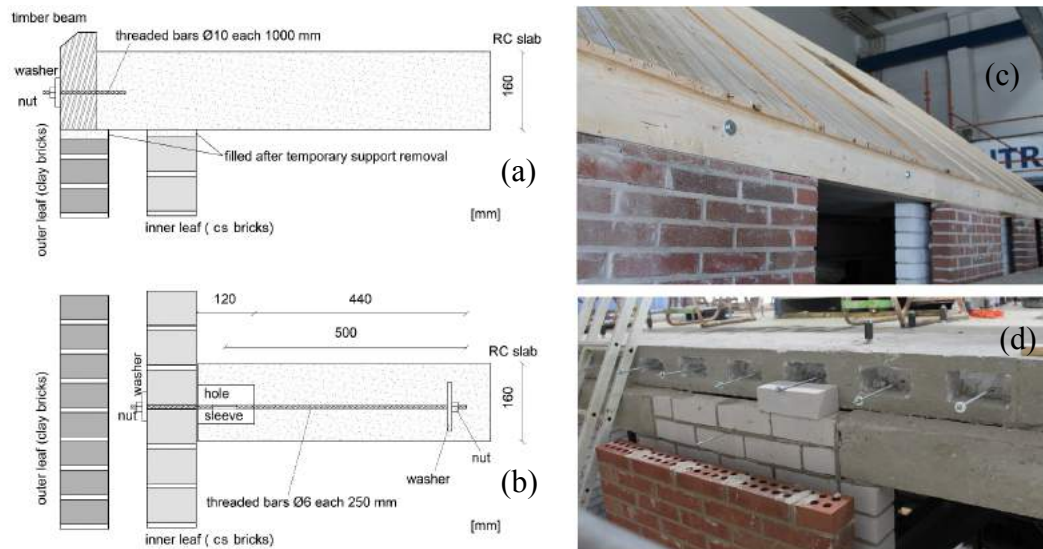 timber beam
threaded bars Ø10 each 1000 mm
RC slab
washer
nut
160
filled after temporary support removal
(a)
outer leaf (clay bricks)
[mm]
inner leaf ( cs bricks)
(c)
120
440
500
RC slab
washer
hole
nut
sleeve
160
washer
nut
outer leaf (clay bricks)
threaded bars Ø6 each 250 mm
(b)
[mm]
inner leaf ( cs bricks)
(d)